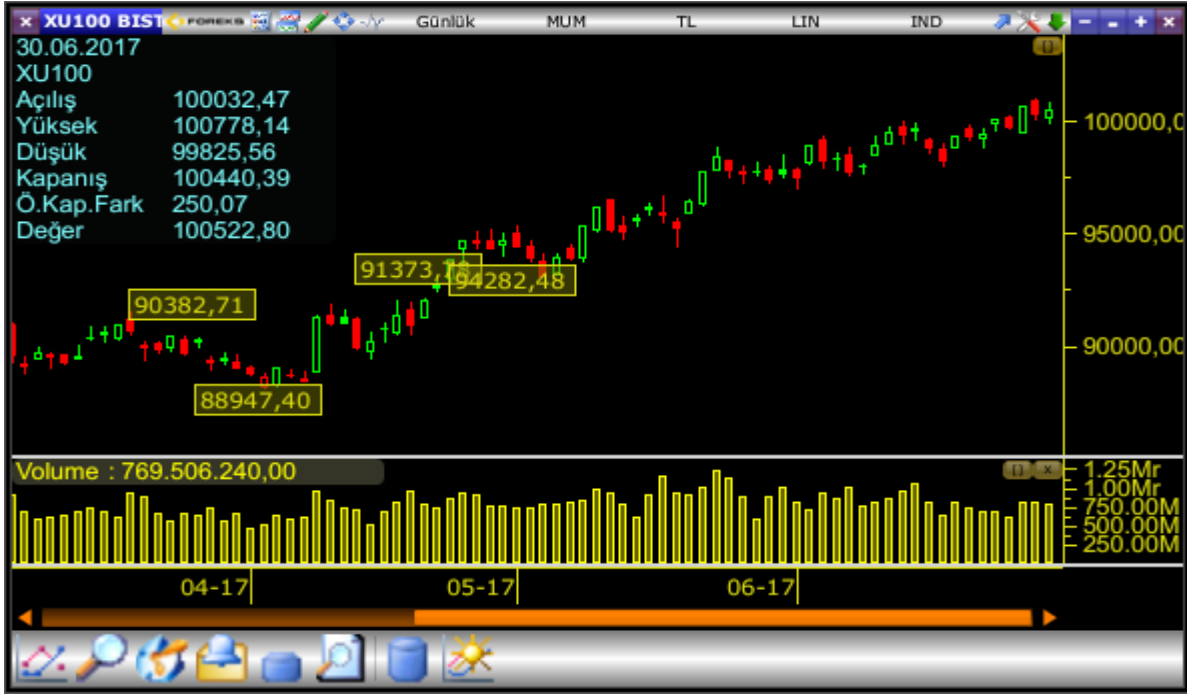 XU100 BIST FOREKS Günlük MUM TL LIN IND
30.06.2017
XU100
Açılış 100032,47
Yüksek 100778,14
Düşük 99825,56
Kapanış 100440,39
Ö.Kap.Fark 250,07
Değer 100522,80
100000,0
95000,00
90000,00
91373,78
94282,48
90382,71
88947,40
Volume : 769.506.240,00
1.25Mr
1.00Mr
750.00M
500.00M
250.00M
04-17 05-17 06-17